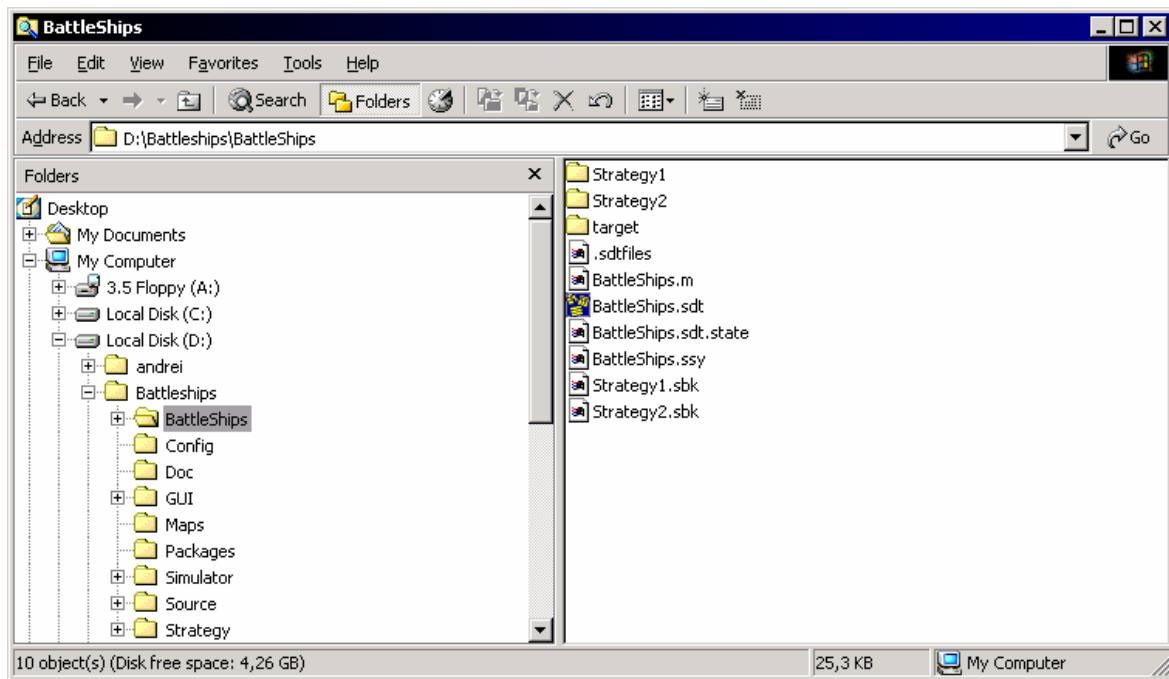 BattleShips
File Edit View Favorites Tools Help
Back Search Folders
Address D:\Battleships\BattleShips Go
Folders
Desktop
My Documents
My Computer
3.5 Floppy (A:)
Local Disk (C:)
Local Disk (D:)
andrei
Battleships
BattleShips
Config
Doc
GUI
Maps
Packages
Simulator
Source
Strategy
Strategy1
Strategy2
target
.sdtfiles
BattleShips.m
BattleShips.sdt
BattleShips.sdt.state
BattleShips.ssy
Strategy1.sbk
Strategy2.sbk
10 object(s) (Disk free space: 4,26 GB) 25,3 KB My Computer